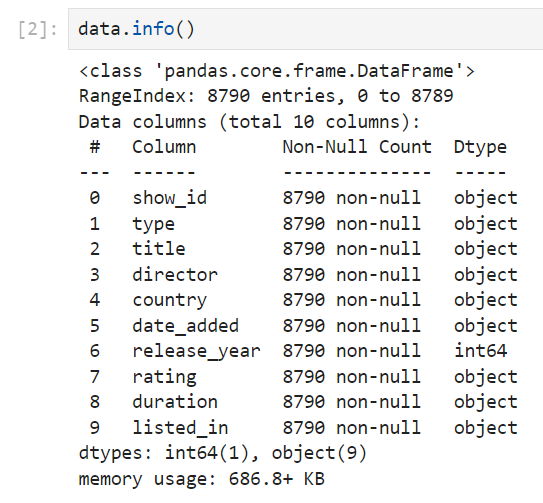 [2]: data.info()
<class 'pandas.core.frame.DataFrame'>
RangeIndex: 8790 entries, 0 to 8789
Data columns (total 10 columns):
 #   Column        Non-Null Count  Dtype
---  ------        --------------  -----
 0   show_id       8790 non-null   object
 1   type          8790 non-null   object
 2   title         8790 non-null   object
 3   director      8790 non-null   object
 4   country       8790 non-null   object
 5   date_added    8790 non-null   object
 6   release_year  8790 non-null   int64
 7   rating        8790 non-null   object
 8   duration      8790 non-null   object
 9   listed_in     8790 non-null   object
dtypes: int64(1), object(9)
memory usage: 686.8+ KB